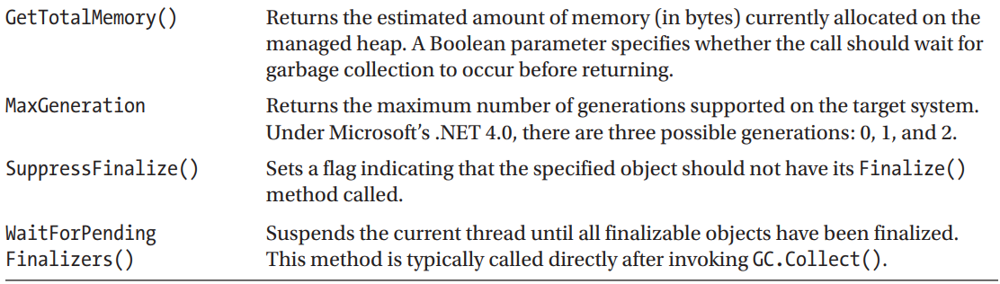 GetTotalMemory() Returns the estimated amount of memory (in bytes) currently allocated on the
managed heap. A Boolean parameter specifies whether the call should wait for
garbage collection to occur before returning.
MaxGeneration Returns the maximum number of generations supported on the target system.
Under Microsoft’s .NET 4.0, there are three possible generations: 0, 1, and 2.
SuppressFinalize() Sets a flag indicating that the specified object should not have its Finalize()
method called.
WaitForPending Suspends the current thread until all finalizable objects have been finalized.
Finalizers() This method is typically called directly after invoking GC.Collect().